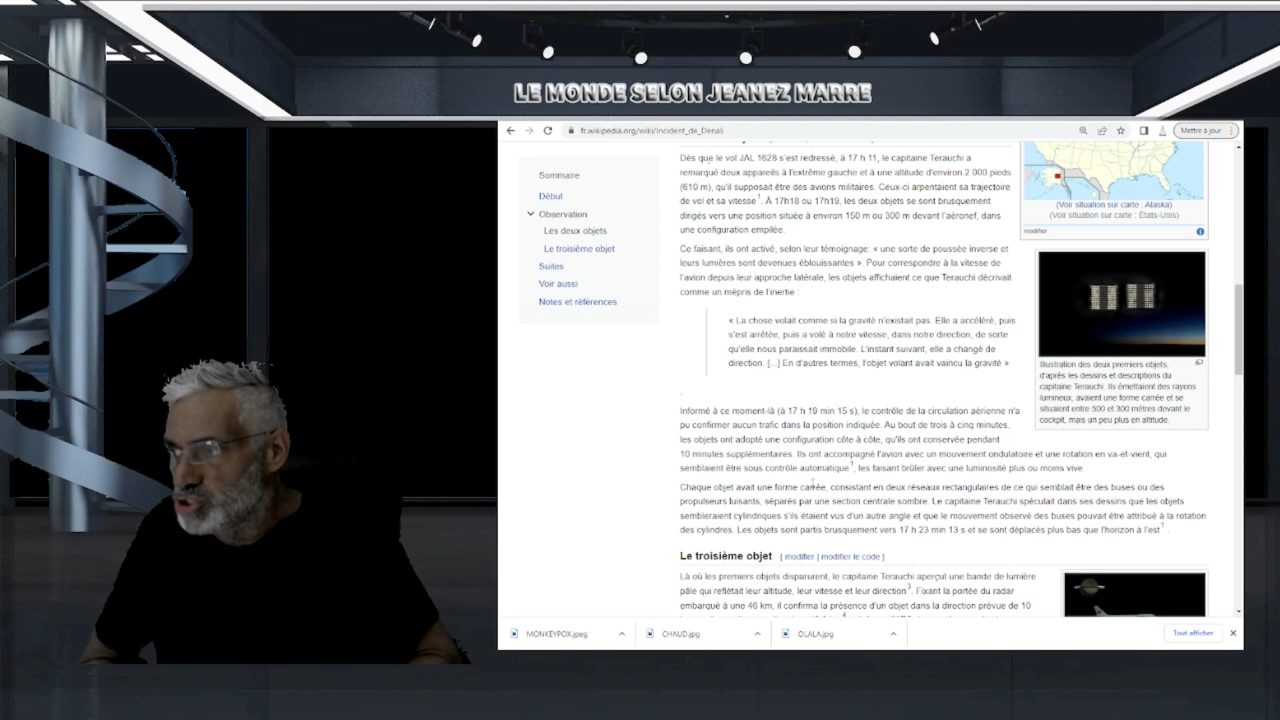 LE MONDE SELON JEANEZ MARRE
fr.wikipedia.org/wiki/Incident_de_Denali
Mettre à jour
Sommaire
Début
Observation
Les deux objets
Le troisième objet
Suites
Voir aussi
Notes et références
Dès que le vol JAL 1628 s'est redressé, à 17 h 11, le capitaine Terauchi a
remarqué deux appareils à l'extrême gauche et à une altitude d'environ 2 000 pieds
(610 m), qu'il supposait être des avions militaires. Ceux-ci arpentaient sa trajectoire
de vol et sa vitesse1. À 17h18 ou 17h19, les deux objets se sont brusquement
dirigés vers une position située à environ 150 m ou 300 m devant l'aéronef, dans
une configuration empilée.
Ce faisant, ils ont activé, selon leur témoignage: « une sorte de poussée inverse et
leurs lumières sont devenues éblouissantes ». Pour correspondre à la vitesse de
l'avion depuis leur approche latérale, les objets affichaient ce que Terauchi décrivait
comme un mépris de l'inertie :
« La chose volait comme si la gravité n'existait pas. Elle a accéléré, puis
s'est arrêtée, puis a volé à notre vitesse, dans notre direction, de sorte
qu'elle nous paraissait immobile. L'instant suivant, elle a changé de
direction. [...] En d'autres termes, l'objet volant avait vaincu la gravité »
.
Informé à ce moment-là (à 17 h 19 min 15 s), le contrôle de la circulation aérienne n'a
pu confirmer aucun trafic dans la position indiquée. Au bout de trois à cinq minutes,
les objets ont adopté une configuration côte à côte, qu'ils ont conservée pendant
10 minutes supplémentaires. Ils ont accompagné l'avion avec un mouvement ondulatoire et une rotation en va-et-vient, qui
semblaient être sous contrôle automatique1, les faisant brûler avec une luminosité plus ou moins vive.
Chaque objet avait une forme carrée, consistant en deux réseaux rectangulaires de ce qui semblait être des buses ou des
propulseurs luisants, séparés par une section centrale sombre. Le capitaine Terauchi spéculait dans ses dessins que les objets
sembleraient cylindriques s'ils étaient vus d'un autre angle et que le mouvement observé des buses pouvait être attribué à la rotation
des cylindres. Les objets sont partis brusquement vers 17 h 23 min 13 s et se sont déplacés plus bas que l'horizon à l'est1.
Le troisième objet [ modifier | modifier le code ]
Là où les premiers objets disparurent, le capitaine Terauchi aperçut une bande de lumière
pâle qui reflétait leur altitude, leur vitesse et leur direction3. Fixant la portée du radar
embarqué à une 46 km, il confirma la présence d'un objet dans la direction prévue de 10
(Voir situation sur carte : Alaska)
(Voir situation sur carte : États-Unis)
modifier
Illustration des deux premiers objets,
d'après les dessins et descriptions du
capitaine Terauchi. Ils émettaient des rayons
lumineux, avaient une forme carrée et se
situaient entre 500 et 300 mètres devant le
cockpit, mais un peu plus en altitude.
MONKEYPOX.jpeg
CHAUD.jpg
OLALA.jpg
Tout afficher